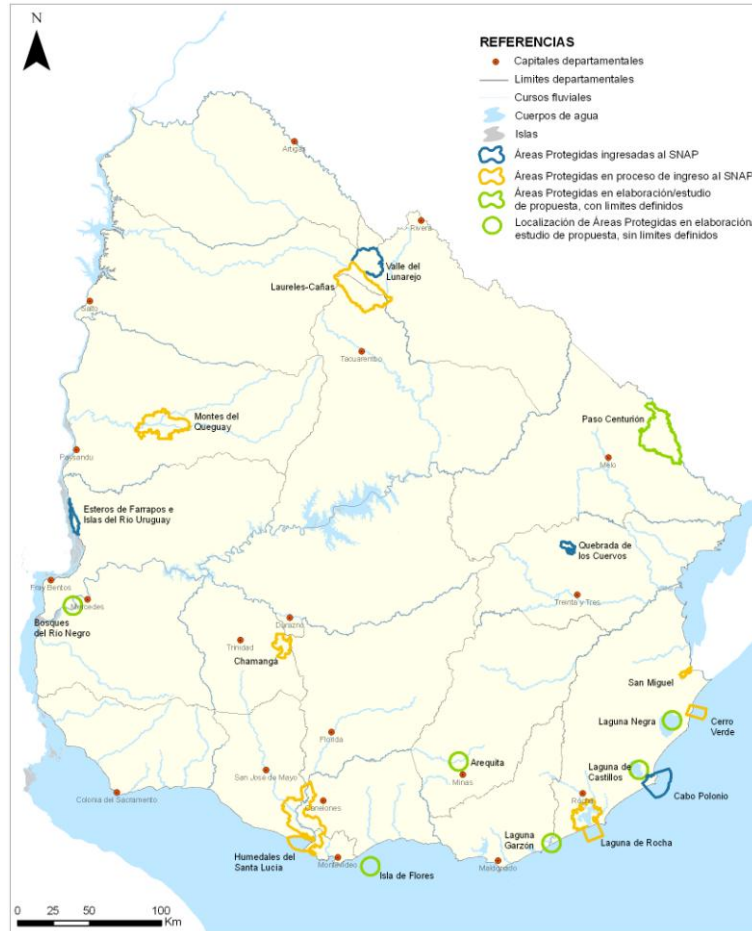 N
REFERENCIAS
Capitales departamentales
Limites departamentales
Cursos fluviales
Cuerpos de agua
Islas
Áreas Protegidas ingresadas al SNAP
Áreas Protegidas en proceso de ingreso al SNAP
Áreas Protegidas en elaboración/estudio
de propuesta, con limites definidos
Localización de Áreas Protegidas en elaboración/
estudio de propuesta, sin limites definidos
Artigas
Rivera
Valle del
Lunarejo
Laureles-Cañas
Salto
Tacuarembo
Montes del
Queguay
Paso Centurión
Paysandu
Melo
Esteros de Farrapos e
Islas del Río Uruguay
Quebrada de
los Cuervos
Fray Bentos
Mercedes
Treinta y Tres
Bosques
del Río Negro
Durazno
Trinidad
Chamangá
San Miguel
Laguna Negra
Cerro
Verde
Florida
Arequita
Laguna de
Castillos
San José de Mayo
Minas
Colonia del Sacramento
Canelones
Rocha
Cabo Polonio
Laguna
Garzón
Laguna de Rocha
Humedales del
Santa Lucía
Montevideo
Maldonado
Isla de Flores
0 25 50 100
Km